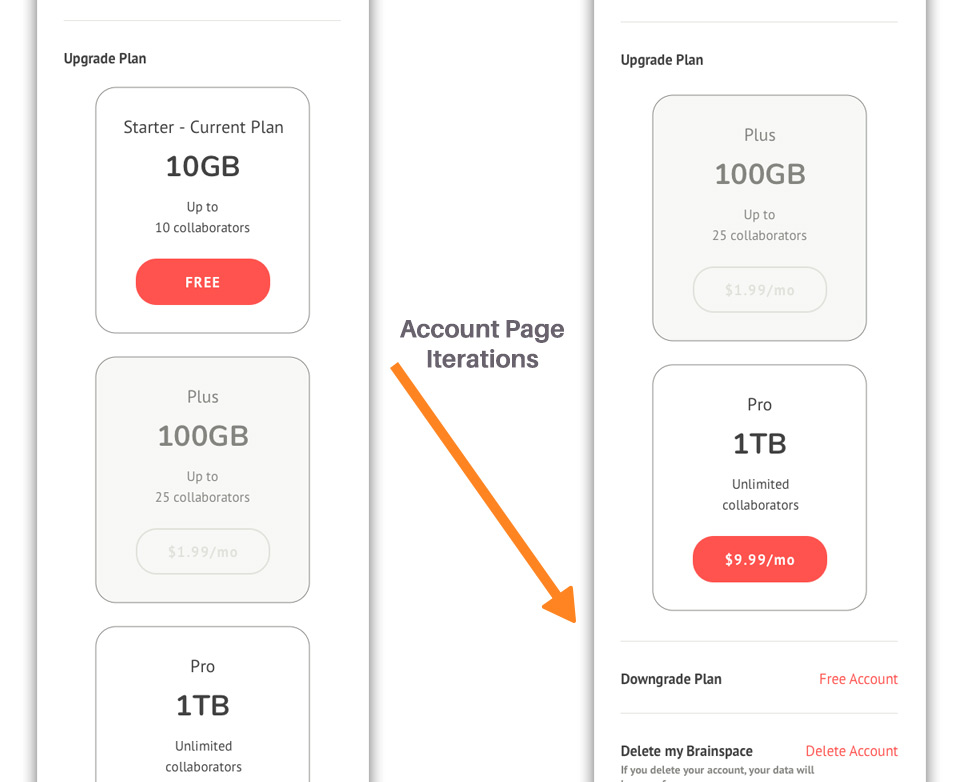 Upgrade Plan
Starter - Current Plan
10GB
Up to
10 collaborators
FREE
Plus
100GB
Up to
25 collaborators
$1.99/mo
Pro
1TB
Unlimited
collaborators
Account Page
Iterations
Upgrade Plan
Plus
100GB
Up to
25 collaborators
$1.99/mo
Pro
1TB
Unlimited
collaborators
$9.99/mo
Downgrade Plan
Free Account
Delete my Brainspace
Delete Account
If you delete your account, your data will